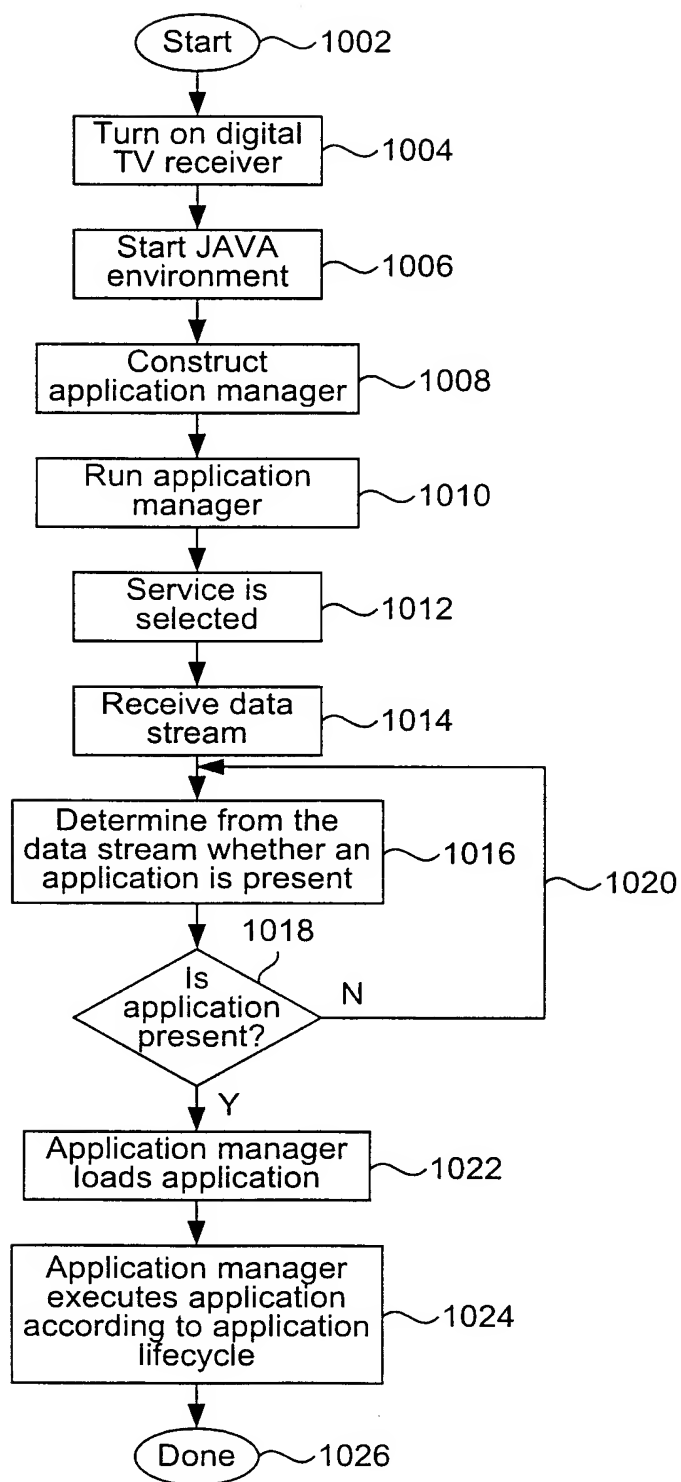 Start
1002
Turn on digital
TV receiver
1004
Start JAVA
environment
1006
Construct
application manager
1008
Run application
manager
1010
Service is
selected
1012
Receive data
stream
1014
Determine from the
data stream whether an
application is present
1016
1020
1018
Is
application
present?
N
Y
Application manager
loads application
1022
Application manager
executes application
according to application
lifecycle
1024
Done
1026